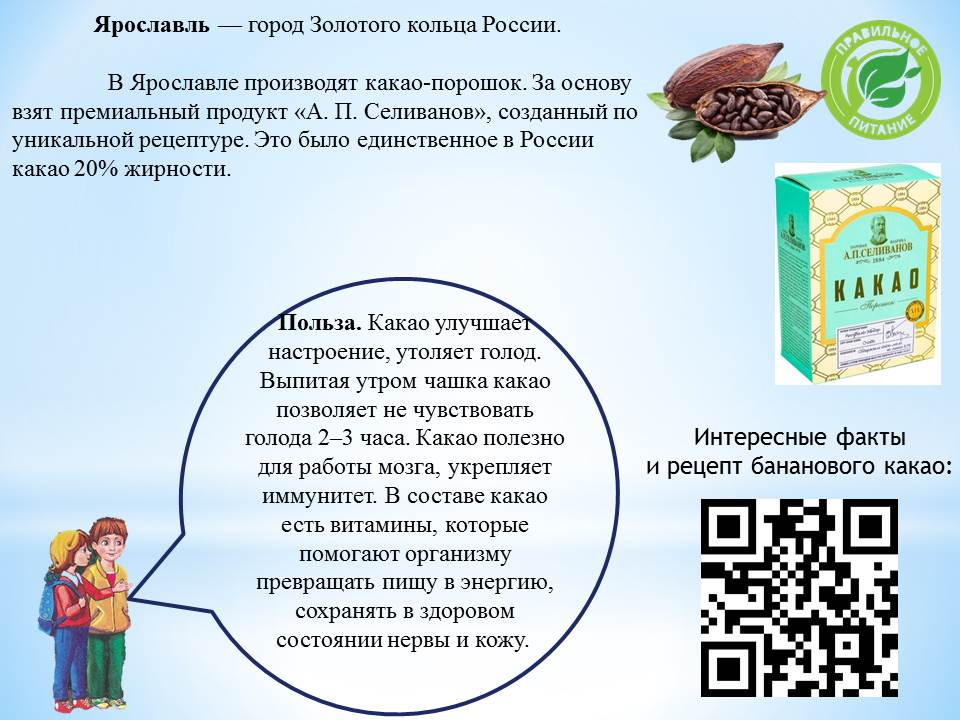 Ярославль — город Золотого кольца России.
В Ярославле производят какао-порошок. За основу
взят премиальный продукт «А. П. Селиванов», созданный по
уникальной рецептуре. Это было единственное в России
какао 20% жирности.
ПРАВИЛЬНОЕ
ПИТАНИЕ
А.П.СЕЛИВАНОВ
1884
КАКАО
Порошок
Польза. Какао улучшает
настроение, утоляет голод.
Выпитая утром чашка какао
позволяет не чувствовать
голода 2–3 часа. Какао полезно
для работы мозга, укрепляет
иммунитет. В составе какао
есть витамины, которые
помогают организму
превращать пищу в энергию,
сохранять в здоровом
состоянии нервы и кожу.
Интересные факты
и рецепт бананового какао: